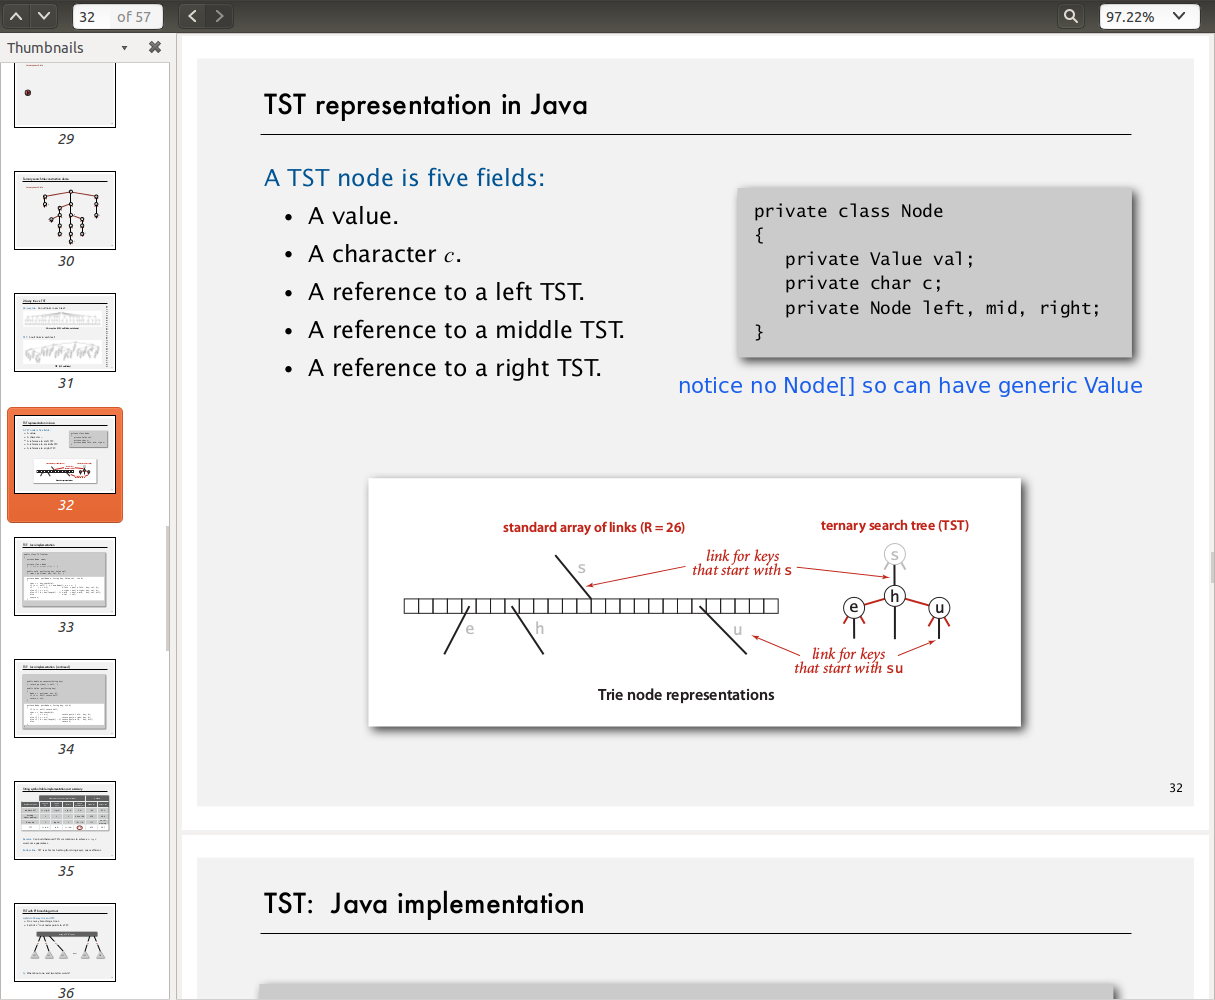 32 of 57
97.22%
Thumbnails
29
30
31
32
33
34
35
36
TST representation in Java
A TST node is five fields:
• A value.
• A character c.
• A reference to a left TST.
• A reference to a middle TST.
• A reference to a right TST.
private class Node
{
private Value val;
private char c;
private Node left, mid, right;
}
notice no Node[] so can have generic Value
standard array of links (R = 26)
ternary search tree (TST)
link for keys
that start with s
s
s
e
h
u
e
h
u
link for keys
that start with su
Trie node representations
32
TST: Java implementation